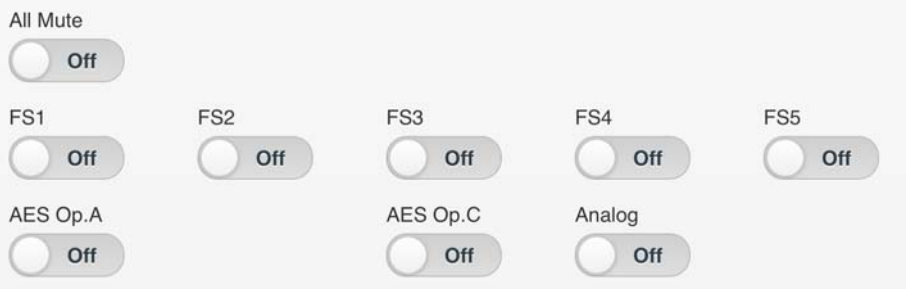 All Mute
Off
FS1 FS2 FS3 FS4 FS5
Off Off Off Off Off
AES Op.A AES Op.C Analog
Off Off Off